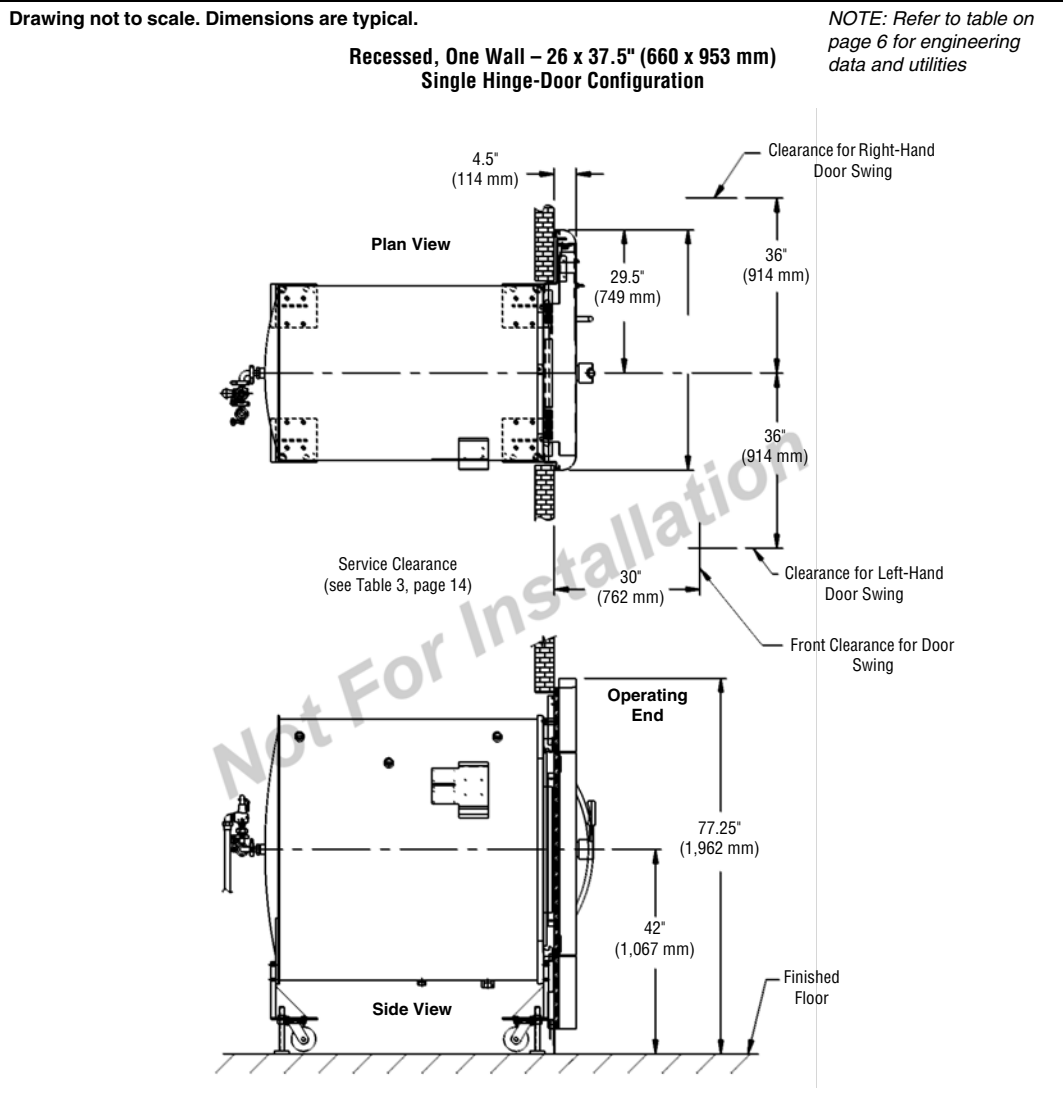 Drawing not to scale. Dimensions are typical.
NOTE: Refer to table on
page 6 for engineering
data and utilities
Recessed, One Wall – 26 x 37.5" (660 x 953 mm)
Single Hinge-Door Configuration
Clearance for Right-Hand
Door Swing
4.5"
(114 mm)
Plan View
36"
(914 mm)
29.5"
(749 mm)
36"
(914 mm)
Service Clearance
(see Table 3, page 14)
30"
(762 mm)
Clearance for Left-Hand
Door Swing
Front Clearance for Door
Swing
Not For Installation
Operating
End
77.25"
(1,962 mm)
42"
(1,067 mm)
Finished
Floor
Side View